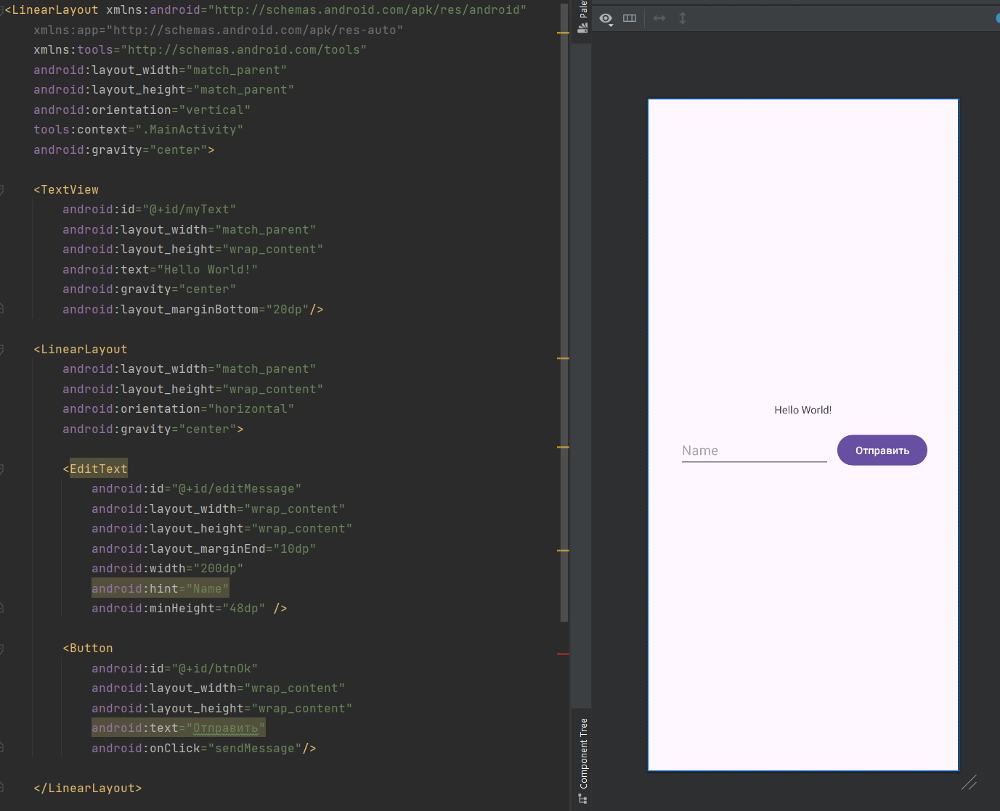 <LinearLayout xmlns:android="http://schemas.android.com/apk/res/android"
xmlns:app="http://schemas.android.com/apk/res-auto"
xmlns:tools="http://schemas.android.com/tools"
android:layout_width="match_parent"
android:layout_height="match_parent"
android:orientation="vertical"
tools:context=".MainActivity"
android:gravity="center">
<TextView
android:id="@+id/myText"
android:layout_width="match_parent"
android:layout_height="wrap_content"
android:text="Hello World!"
android:gravity="center"
android:layout_marginBottom="20dp"/>
<LinearLayout
android:layout_width="match_parent"
android:layout_height="wrap_content"
android:orientation="horizontal"
android:gravity="center">
<EditText
android:id="@+id/editMessage"
android:layout_width="wrap_content"
android:layout_height="wrap_content"
android:layout_marginEnd="10dp"
android:width="200dp"
android:hint="Name"
android:minHeight="48dp" />
<Button
android:id="@+id/btnOk"
android:layout_width="wrap_content"
android:layout_height="wrap_content"
android:text="Отправить"
android:onClick="sendMessage"/>
</LinearLayout>
Component Tree
Hello World!
Name
Отправить